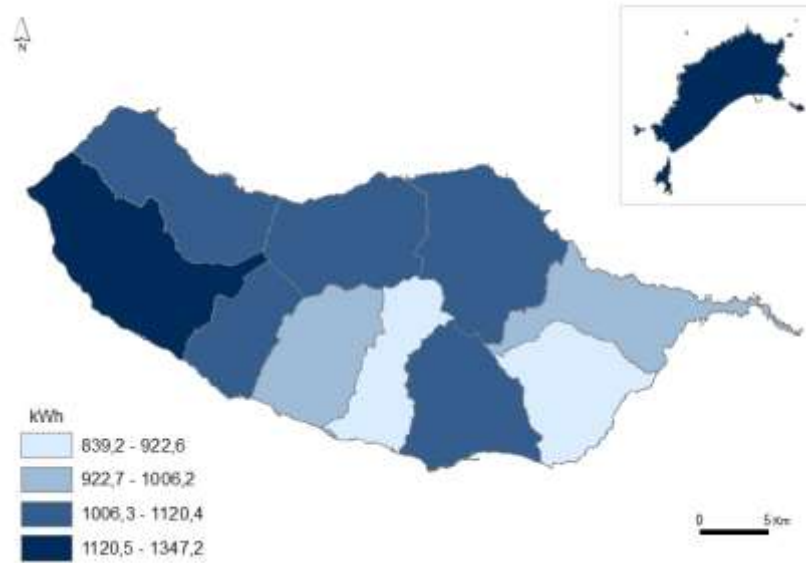 N
kWh
839,2 - 922,6
922,7 - 1006,2
1006,3 - 1120,4
1120,5 - 1347,2
0 5 Km